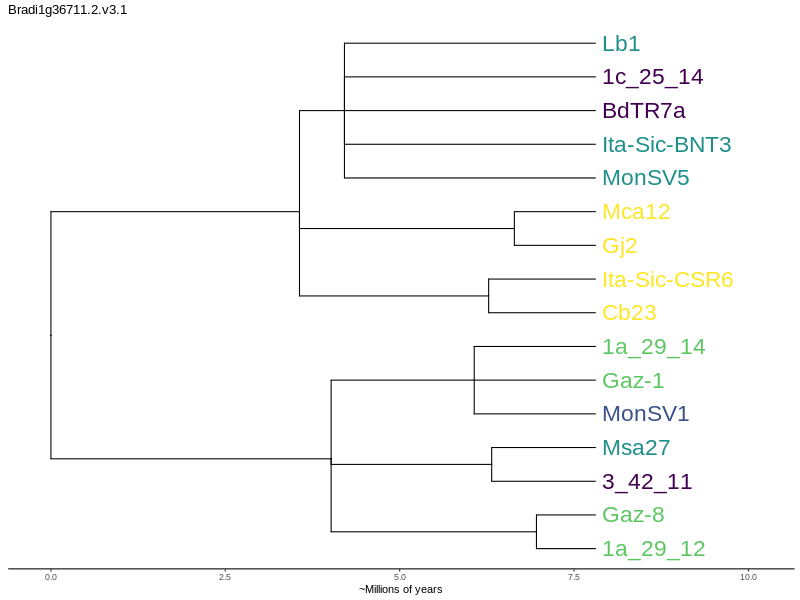 Bradi1g36711.2.v3.1
Lb1
1c_25_14
BdTR7a
Ita-Sic-BNT3
MonSV5
Mca12
Gj2
Ita-Sic-CSR6
Cb23
1a_29_14
Gaz-1
MonSV1
Msa27
3_42_11
Gaz-8
1a_29_12
0.0 2.5 5.0 7.5 10.0
~Millions of years